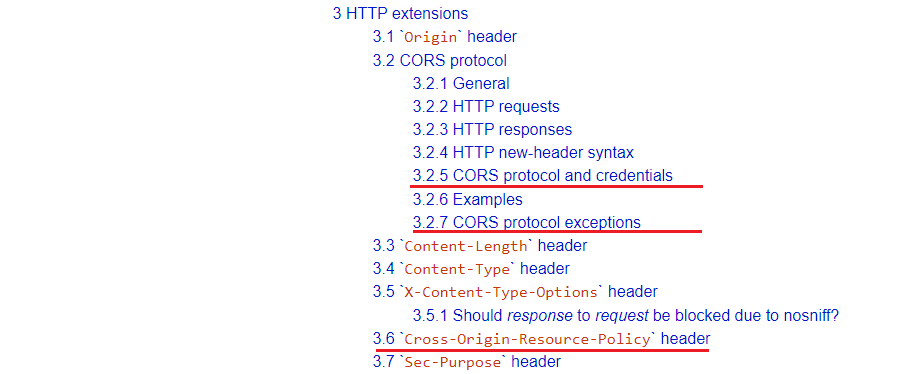 3 HTTP extensions
3.1 `Origin` header
3.2 CORS protocol
3.2.1 General
3.2.2 HTTP requests
3.2.3 HTTP responses
3.2.4 HTTP new-header syntax
3.2.5 CORS protocol and credentials
3.2.6 Examples
3.2.7 CORS protocol exceptions
3.3 `Content-Length` header
3.4 `Content-Type` header
3.5 `X-Content-Type-Options` header
3.5.1 Should response to request be blocked due to nosniff?
3.6 `Cross-Origin-Resource-Policy` header
3.7 `Sec-Purpose` header